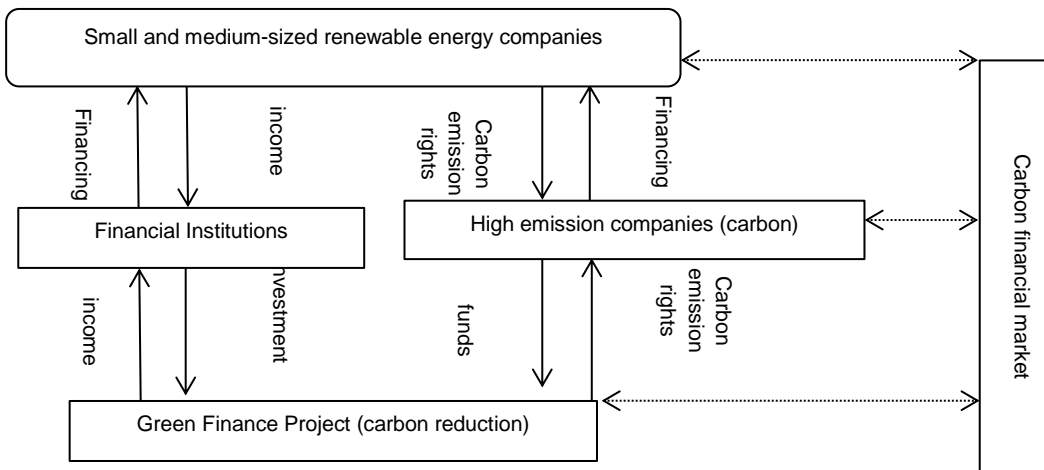 Small and medium-sized renewable energy companies
Financing
income
Carbon
emission
rights
Financing
Financial Institutions
High emission companies (carbon)
Carbon financial market
income
investment
funds
Carbon
emission
rights
Green Finance Project (carbon reduction)